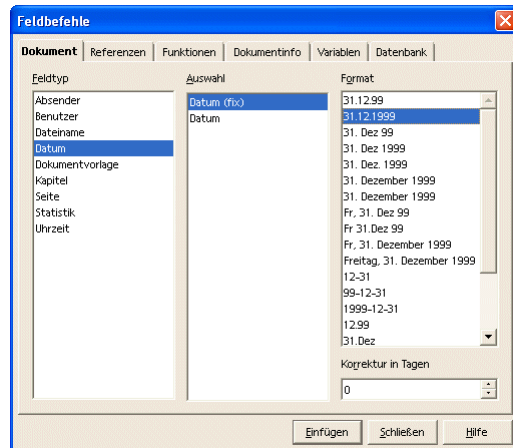 Feldbefehle
Dokument Referenzen Funktionen Dokumentinfo Variablen Datenbank
Feldtyp
Absender
Benutzer
Dateiname
Datum
Dokumentvorlage
Kapitel
Seite
Statistik
Uhrzeit
Auswahl
Datum (fix)
Datum
Format
31.12.99
31.12.1999
31. Dez 99
31. Dez 1999
31. Dez. 1999
31. Dezember 1999
31. Dezember 1999
Fr, 31. Dez 99
Fr 31.Dez 99
Fr, 31. Dezember 1999
Freitag, 31. Dezember 1999
12-31
99-12-31
1999-12-31
12.99
31.Dez
Korrektur in Tagen
0
Einfügen Schließen Hilfe